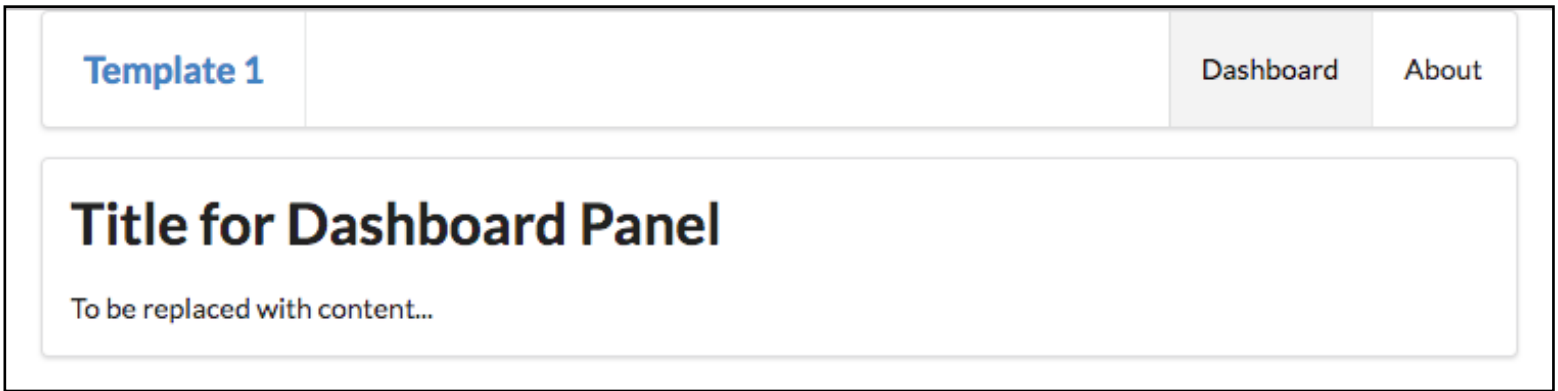 Template 1
Dashboard
About
Title for Dashboard Panel
To be replaced with content...